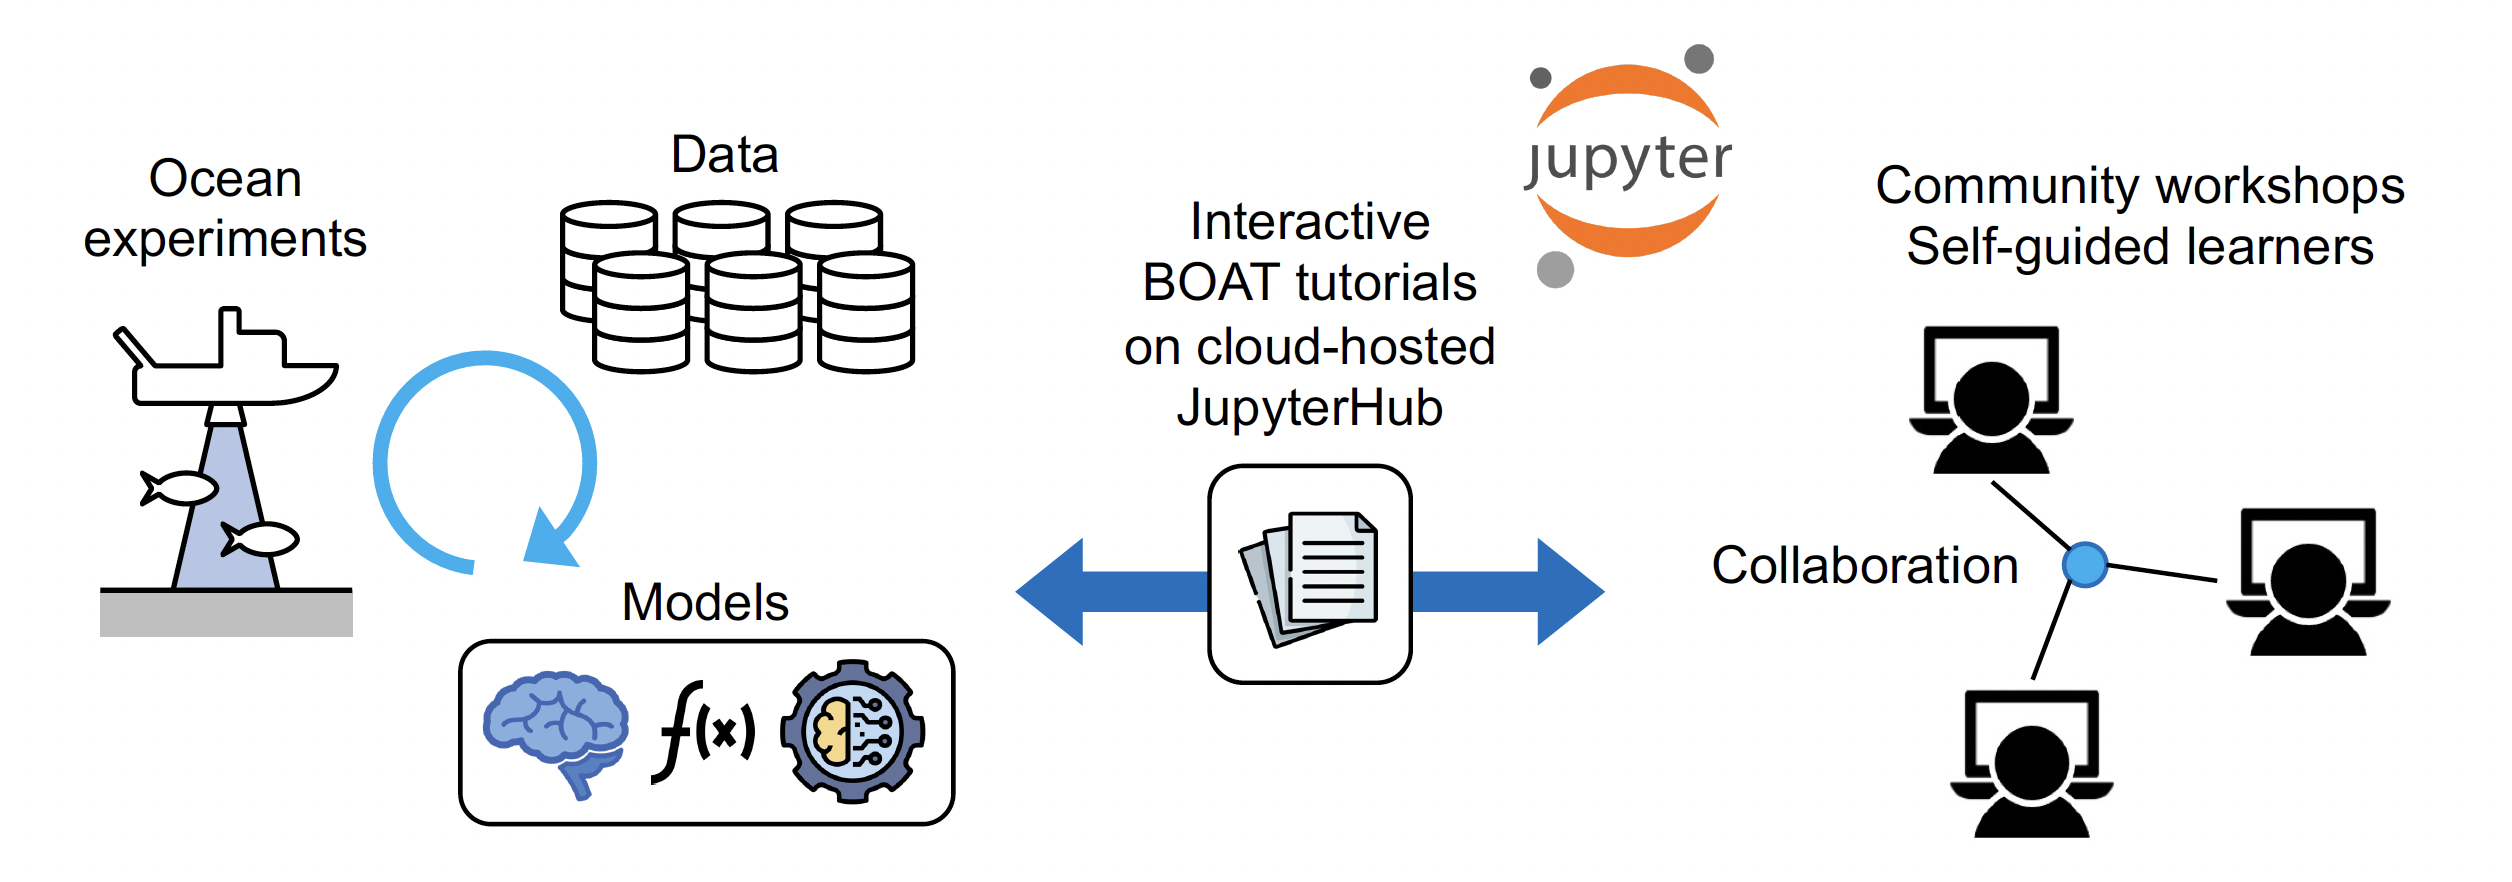 Ocean
experiments
Data
Models
f(x)
Interactive
BOAT tutorials
on cloud-hosted
JupyterHub
jupyter
Community workshops
Self-guided learners
Collaboration